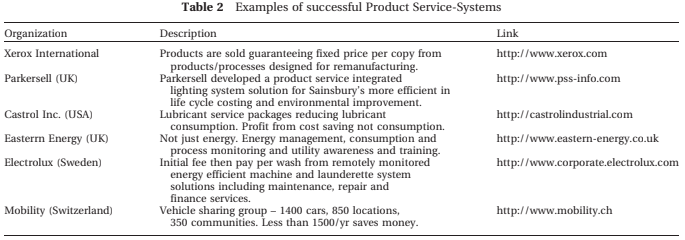 Table 2 Examples of successful Product Service-Systems
Organization Description Link
Xerox International Products are sold guaranteeing fixed price per copy from http://www.xerox.com
products/processes designed for remanufacturing.
Parkersell (UK) Parkersell developed a product service integrated http://www.pss-info.com
lighting system solution for Sainsbury's more efficient in
life cycle costing and environmental improvement.
Castrol Inc. (USA) Lubricant service packages reducing lubricant http://castrolindustrial.com
consumption. Profit from cost saving not consumption.
Eastern Energy (UK) Not just energy. Energy management, consumption and http://www.eastern-energy.co.uk
process monitoring and utility awareness and training.
Electrolux (Sweden) Initial fee then pay per wash from remotely monitored http://www.corporate.electrolux.com
energy efficient machine and launderette system
solutions including maintenance, repair and
finance services.
Mobility (Switzerland) Vehicle sharing group – 1400 cars, 850 locations, http://www.mobility.ch
350 communities. Less than 1500/yr saves money.